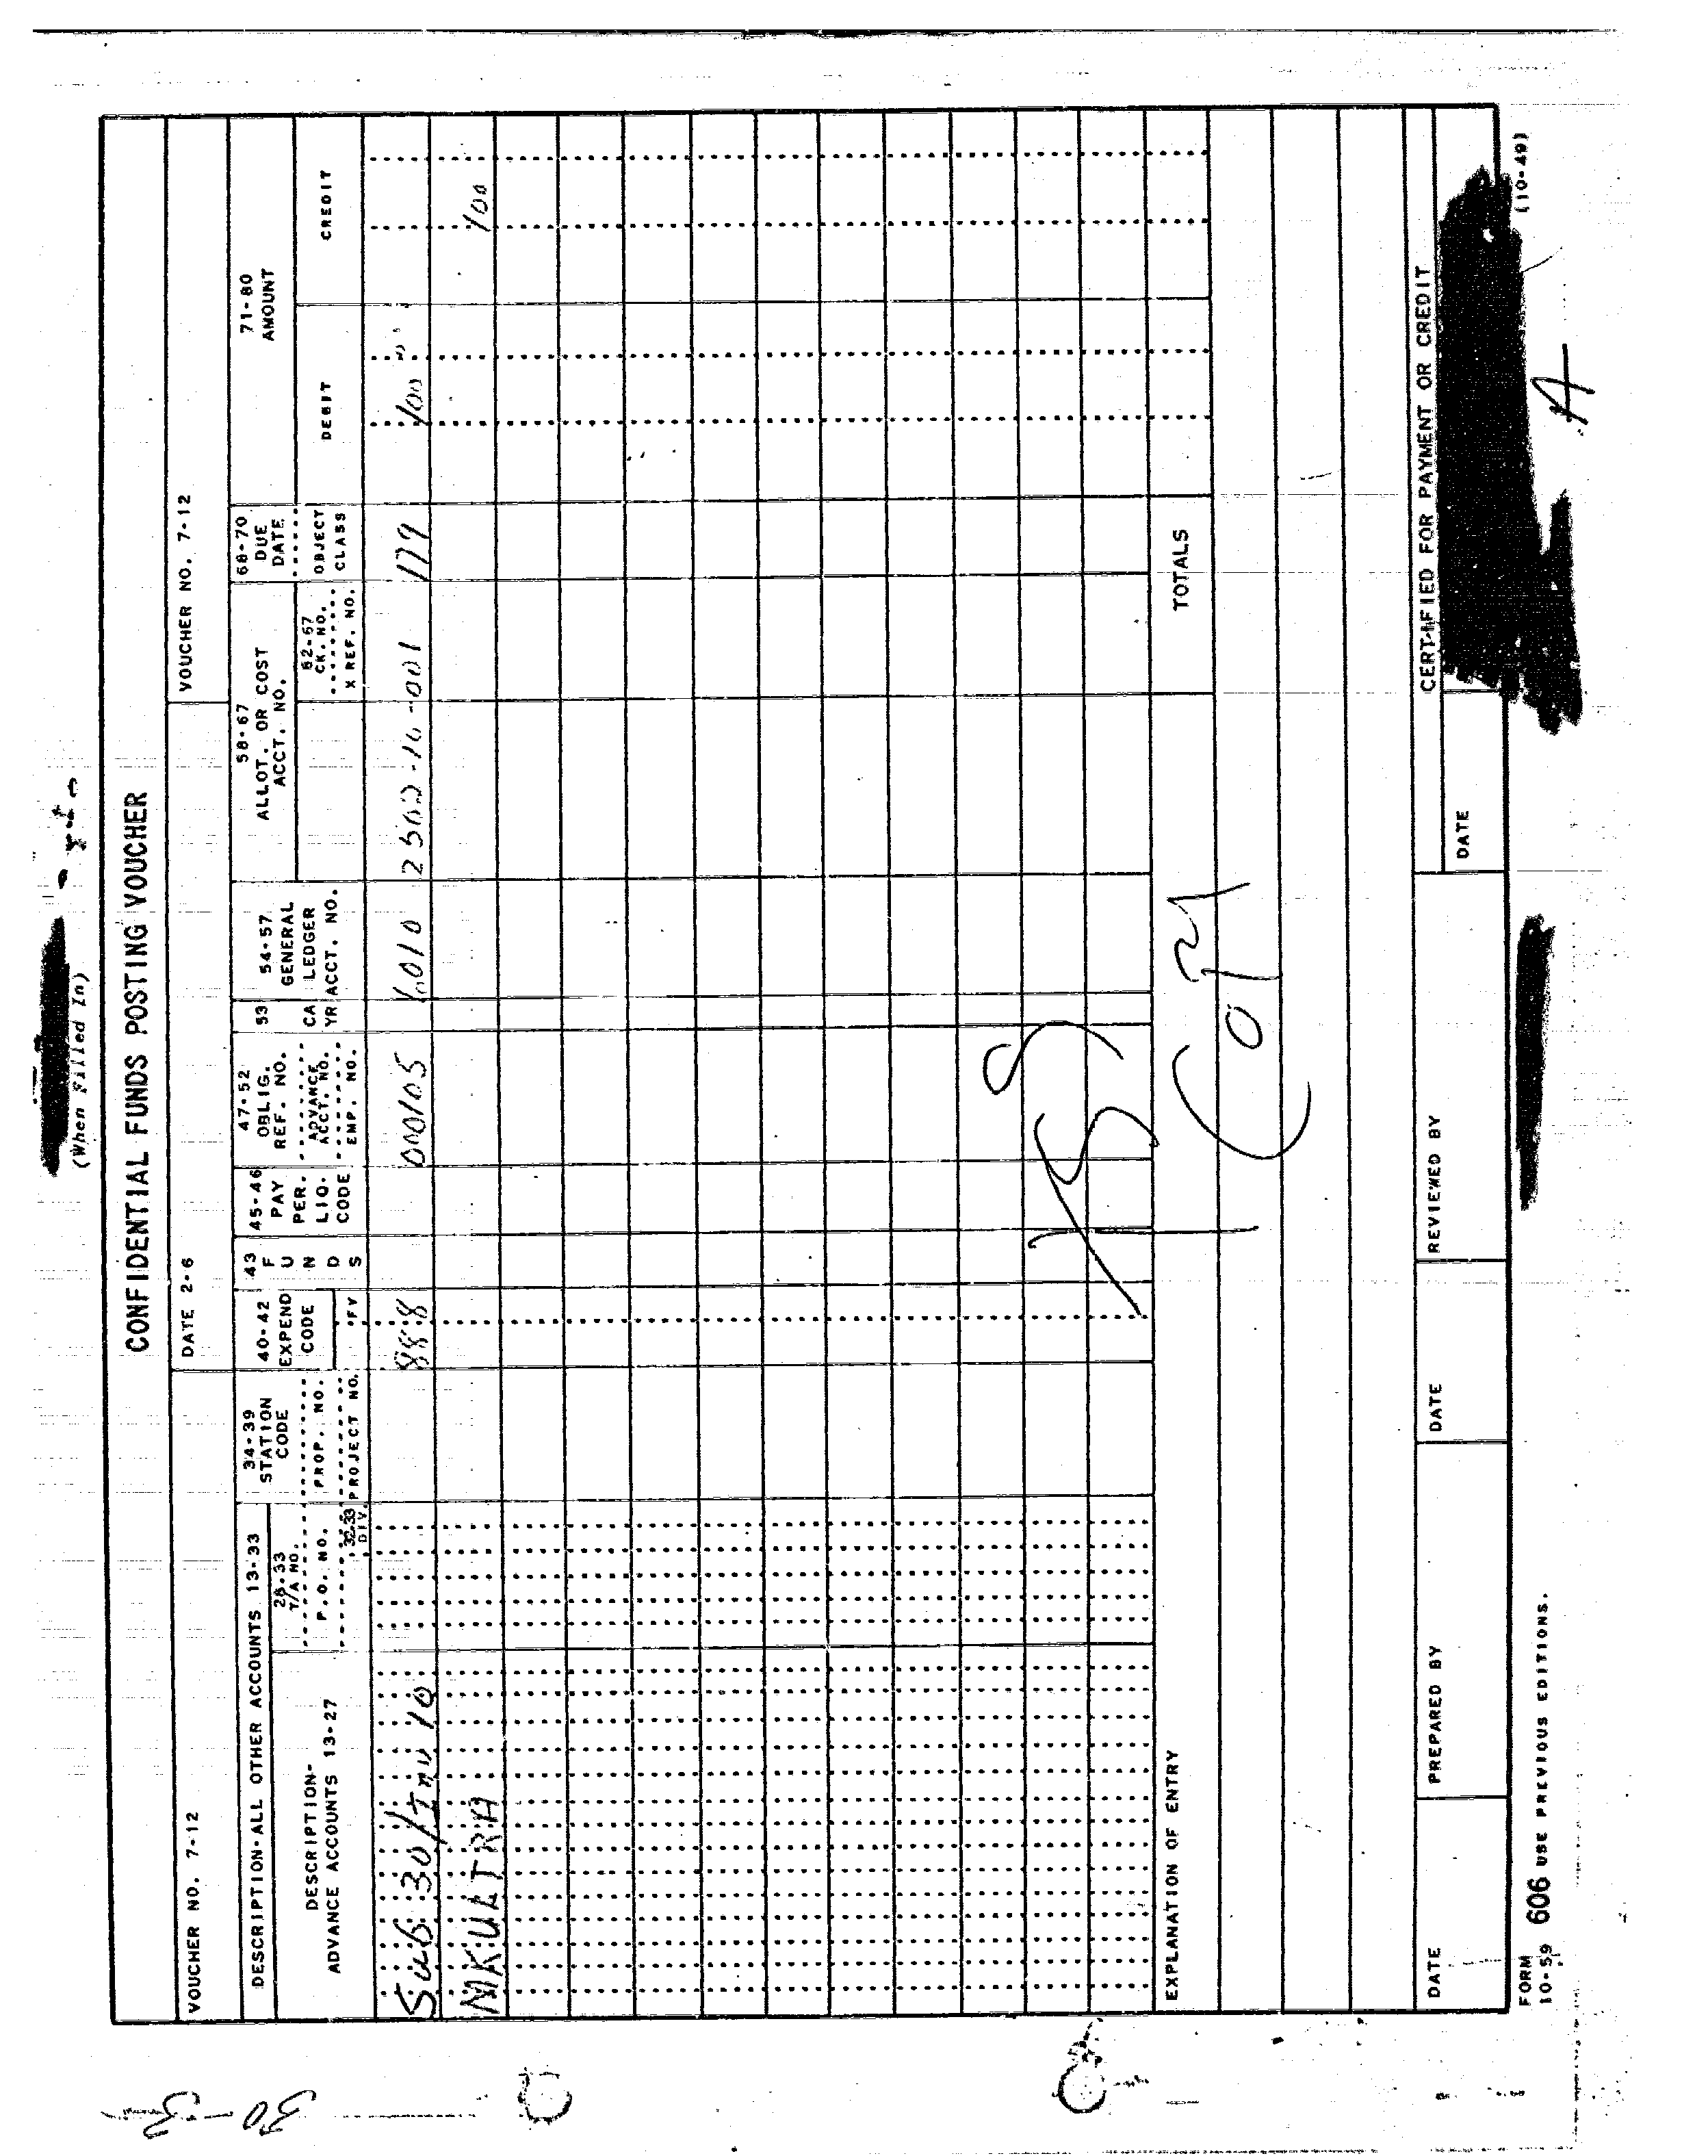 (When Filled In)
CONFIDENTIAL FUNDS POSTING VOUCHER
VOUCHER NO. 7-12
DATE 2-6
VOUCHER NO. 7-12
DESCRIPTION-ALL OTHER ACCOUNTS 13-33
DESCRIPTION-
ADVANCE ACCOUNTS 13-27
28-33
T/A NO.
P.O. NO.
32-33
DIV.
34-39
STATION
CODE
PROP. NO.
PROJECT NO.
40-42
EXPEND
CODE
FY
43
F
U
N
D
S
45-46
PAY
PER.
LIQ.
CODE
47-52
OBLIG.
REF. NO.
ADVANCE
ACCT. NO.
EMP. NO.
53
CA
YR
54-57
GENERAL
LEDGER
ACCT. NO.
58-67
ALLOT. OR COST
ACCT. NO.
62-67
CK. NO.
X REF. NO.
68-70
DUE
DATE
OBJECT
CLASS
71-80
AMOUNT
DEBIT
CREDIT
Sub 30/Inv 10 888 000105 6010 2502-10-001 179 100
MKULTRA 100
TSS
Copy
TOTALS
EXPLANATION OF ENTRY
CERTIFIED FOR PAYMENT OR CREDIT
DATE
PREPARED BY
DATE
REVIEWED BY
DATE
FORM
10-59 606 USE PREVIOUS EDITIONS.
(10-49)
A
30-3